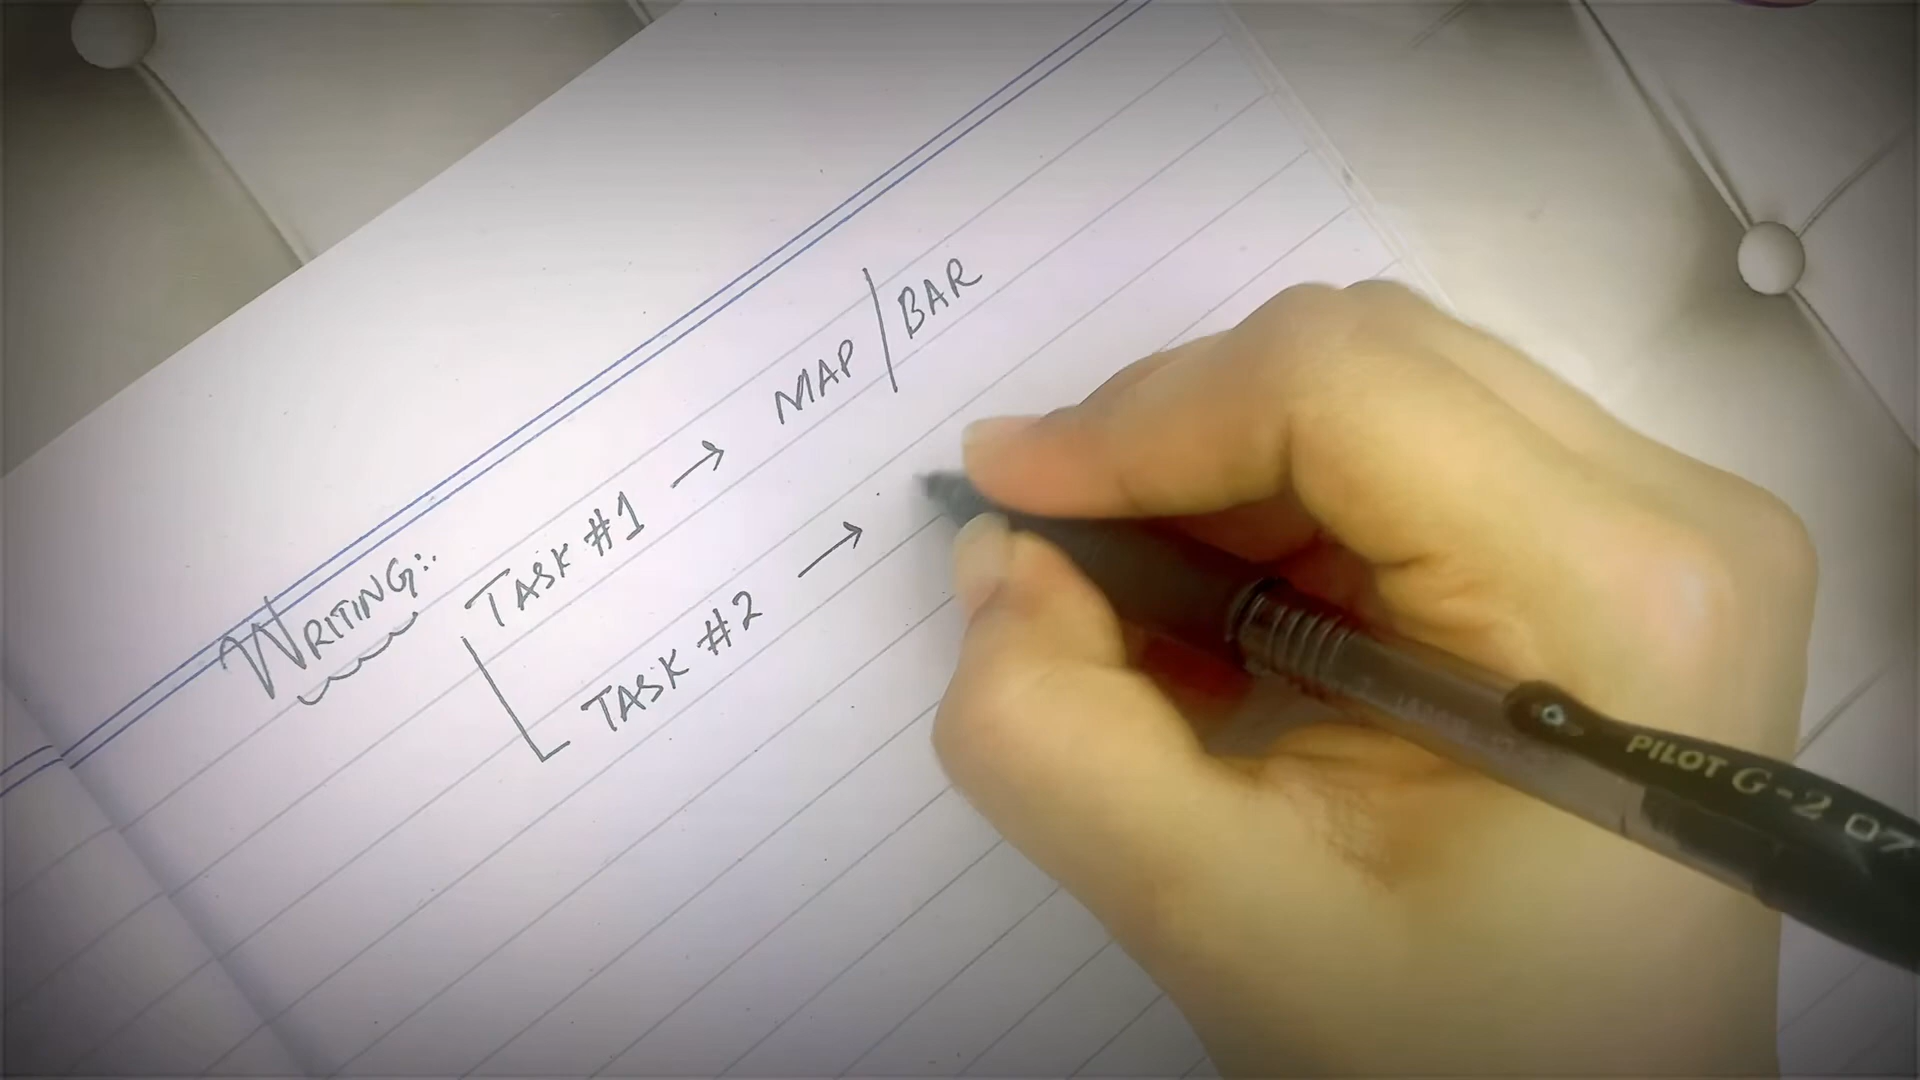 WRITING:
TASK #1 → MAP / BAR
TASK #2 →
PILOT G-2 07